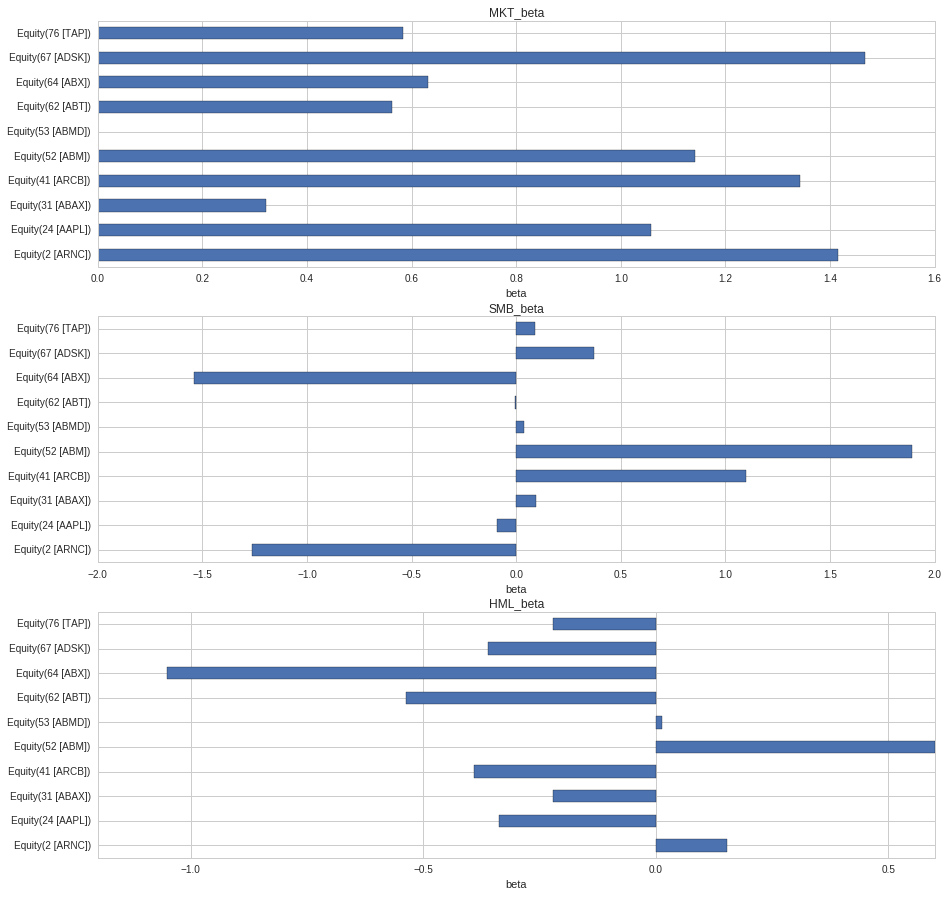 MKT_beta
Equity(76 [TAP])
Equity(67 [ADSK])
Equity(64 [ABX])
Equity(62 [ABT])
Equity(53 [ABMD])
Equity(52 [ABM])
Equity(41 [ARCB])
Equity(31 [ABAX])
Equity(24 [AAPL])
Equity(2 [ARNC])
0.0 0.2 0.4 0.6 0.8 1.0 1.2 1.4 1.6
beta
SMB_beta
Equity(76 [TAP])
Equity(67 [ADSK])
Equity(64 [ABX])
Equity(62 [ABT])
Equity(53 [ABMD])
Equity(52 [ABM])
Equity(41 [ARCB])
Equity(31 [ABAX])
Equity(24 [AAPL])
Equity(2 [ARNC])
−2.0 −1.5 −1.0 −0.5 0.0 0.5 1.0 1.5 2.0
beta
HML_beta
Equity(76 [TAP])
Equity(67 [ADSK])
Equity(64 [ABX])
Equity(62 [ABT])
Equity(53 [ABMD])
Equity(52 [ABM])
Equity(41 [ARCB])
Equity(31 [ABAX])
Equity(24 [AAPL])
Equity(2 [ARNC])
−1.0 −0.5 0.0 0.5
beta